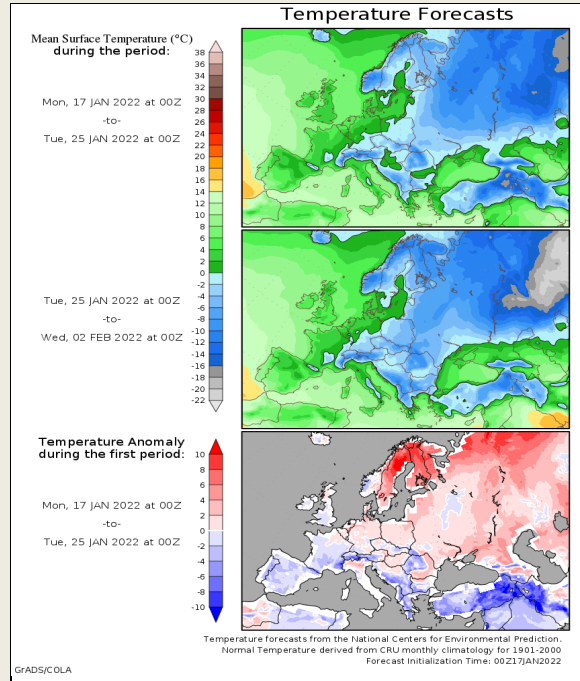 Temperature Forecasts
Mean Surface Temperature (°C)
during the period:
38
36
34
32
30
28
26
24
22
20
18
16
14
12
10
8
6
4
2
0
-2
-4
-6
-8
-10
-12
-14
-16
-18
-20
-22
Mon, 17 JAN 2022 at 00Z
-to-
Tue, 25 JAN 2022 at 00Z
Tue, 25 JAN 2022 at 00Z
-to-
Wed, 02 FEB 2022 at 00Z
Temperature Anomaly
during the first period:
10
8
6
4
2
0
-2
-4
-6
-8
-10
Mon, 17 JAN 2022 at 00Z
-to-
Tue, 25 JAN 2022 at 00Z
Temperature forecasts from the National Centers for Environmental Prediction.
Normal Temperature derived from CRU monthly climatology for 1901-2000
Forecast Initialization Time: 00Z17JAN2022
GrADS/COLA